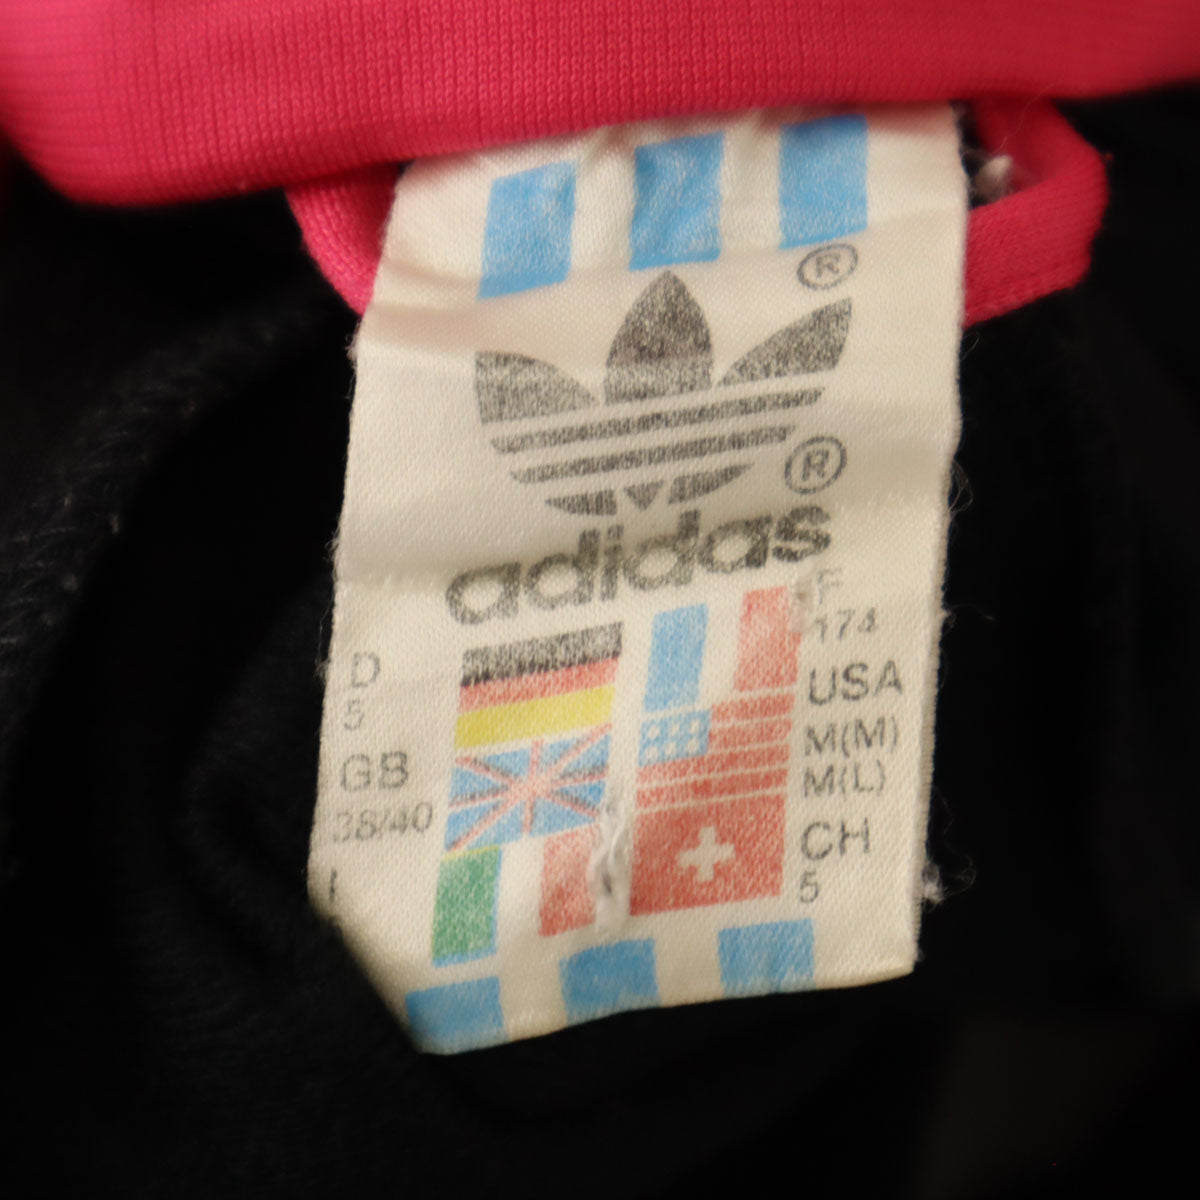 ®
®
adidas
D
5
GB
38/40
I
F
174
USA
M(M)
M(L)
CH
5